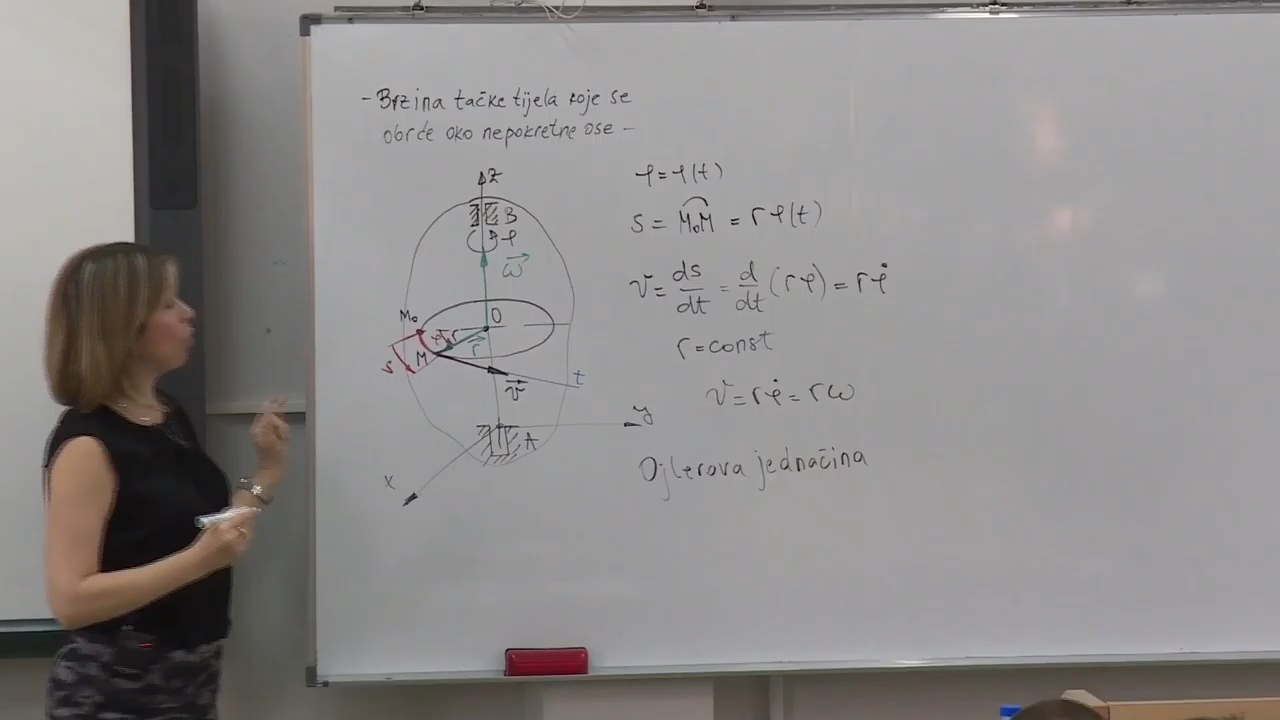 - Brzina tačke tijela koje se
obrće oko nepokretne ose -
z
B
φ
ω⃗
M₀
O
φ
r
r⃗
M
s
v⃗
t
y
A
x
φ = φ(t)
s = M₀M = rφ(t)
v = ds/dt = d/dt (rφ) = rφ̇
r = const
v = rφ̇ = rω
Ojlerova jednačina